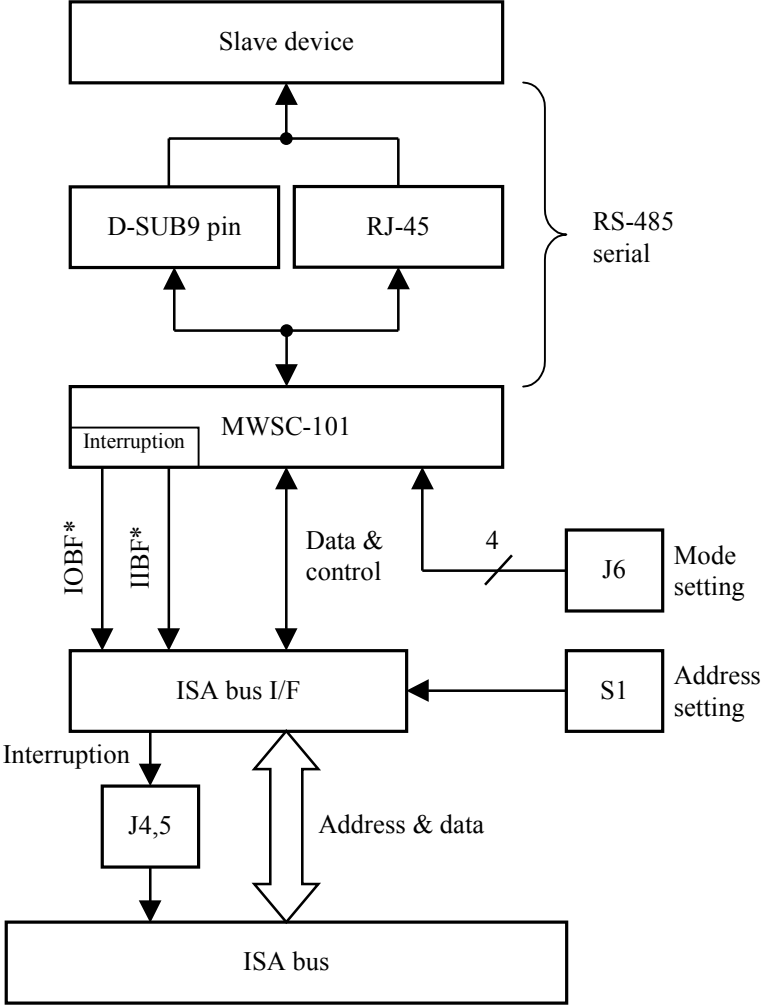 Slave device
D-SUB9 pin
RJ-45
RS-485
serial
MWSC-101
Interruption
IOBF*
IIBF*
Data &
control
4
J6
Mode
setting
ISA bus I/F
S1
Address
setting
Interruption
J4,5
Address & data
ISA bus